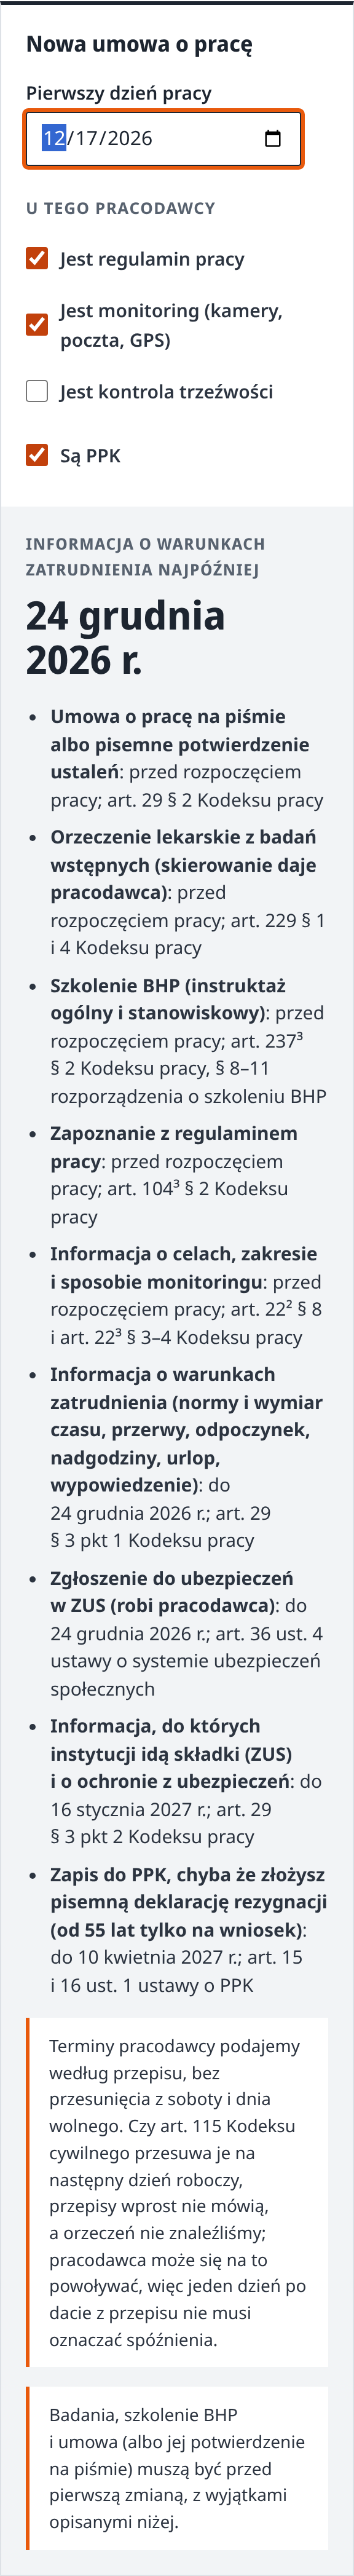 Nowa umowa o pracę
Pierwszy dzień pracy
12/17/2026
U TEGO PRACODAWCY
Jest regulamin pracy
Jest monitoring (kamery,
poczta, GPS)
Jest kontrola trzeźwości
Są PPK
INFORMACJA O WARUNKACH
ZATRUDNIENIA NAJPÓŹNIEJ
24 grudnia
2026 r.
• Umowa o pracę na piśmie
albo pisemne potwierdzenie
ustaleń: przed rozpoczęciem
pracy; art. 29 § 2 Kodeksu pracy
• Orzeczenie lekarskie z badań
wstępnych (skierowanie daje
pracodawca): przed
rozpoczęciem pracy; art. 229 § 1
i 4 Kodeksu pracy
• Szkolenie BHP (instruktaż
ogólny i stanowiskowy): przed
rozpoczęciem pracy; art. 237³
§ 2 Kodeksu pracy, § 8–11
rozporządzenia o szkoleniu BHP
• Zapoznanie z regulaminem
pracy: przed rozpoczęciem
pracy; art. 104³ § 2 Kodeksu
pracy
• Informacja o celach, zakresie
i sposobie monitoringu: przed
rozpoczęciem pracy; art. 22² § 8
i art. 22³ § 3–4 Kodeksu pracy
• Informacja o warunkach
zatrudnienia (normy i wymiar
czasu, przerwy, odpoczynek,
nadgodziny, urlop,
wypowiedzenie): do
24 grudnia 2026 r.; art. 29
§ 3 pkt 1 Kodeksu pracy
• Zgłoszenie do ubezpieczeń
w ZUS (robi pracodawca): do
24 grudnia 2026 r.; art. 36 ust. 4
ustawy o systemie ubezpieczeń
społecznych
• Informacja, do których
instytucji idą składki (ZUS)
i o ochronie z ubezpieczeń: do
16 stycznia 2027 r.; art. 29
§ 3 pkt 2 Kodeksu pracy
• Zapis do PPK, chyba że złożysz
pisemną deklarację rezygnacji
(od 55 lat tylko na wniosek):
do 10 kwietnia 2027 r.; art. 15
i 16 ust. 1 ustawy o PPK
Terminy pracodawcy podajemy
według przepisu, bez
przesunięcia z soboty i dnia
wolnego. Czy art. 115 Kodeksu
cywilnego przesuwa je na
następny dzień roboczy,
przepisy wprost nie mówią,
a orzeczeń nie znaleźliśmy;
pracodawca może się na to
powoływać, więc jeden dzień po
dacie z przepisu nie musi
oznaczać spóźnienia.
Badania, szkolenie BHP
i umowa (albo jej potwierdzenie
na piśmie) muszą być przed
pierwszą zmianą, z wyjątkami
opisanymi niżej.